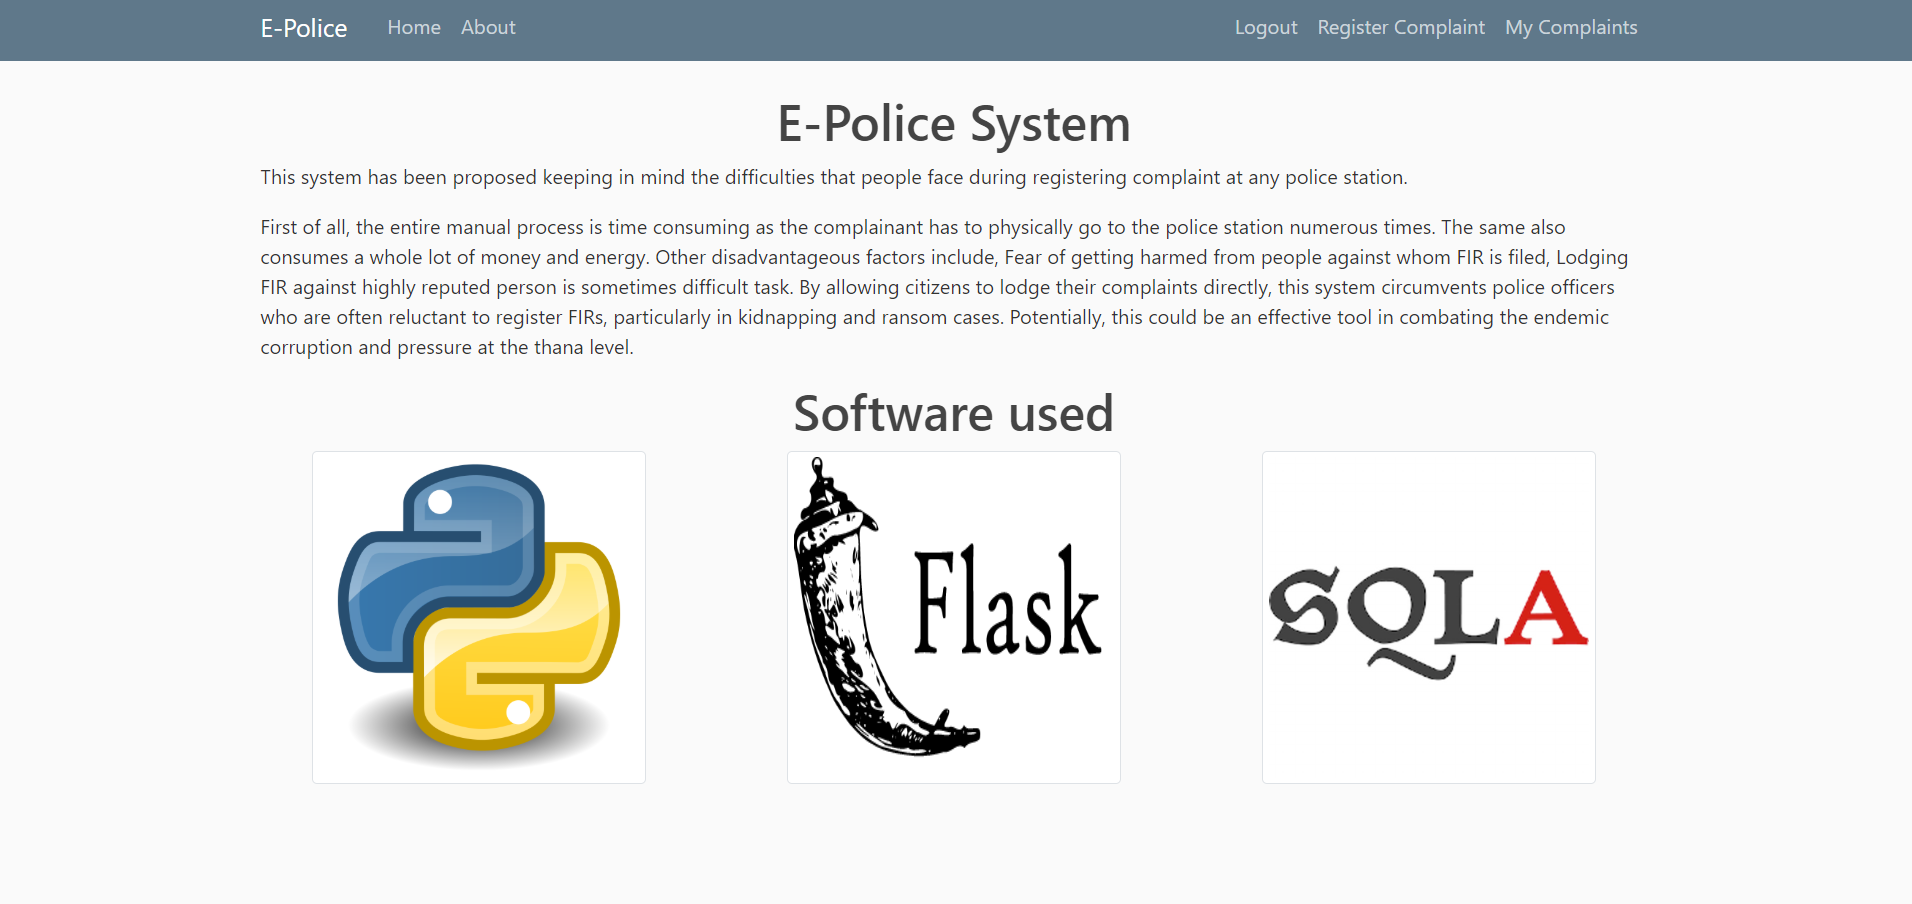 E-Police Home About Logout Register Complaint My Complaints
E-Police System
This system has been proposed keeping in mind the difficulties that people face during registering complaint at any police station.
First of all, the entire manual process is time consuming as the complainant has to physically go to the police station numerous times. The same also
consumes a whole lot of money and energy. Other disadvantageous factors include, Fear of getting harmed from people against whom FIR is filed, Lodging
FIR against highly reputed person is sometimes difficult task. By allowing citizens to lodge their complaints directly, this system circumvents police officers
who are often reluctant to register FIRs, particularly in kidnapping and ransom cases. Potentially, this could be an effective tool in combating the endemic
corruption and pressure at the thana level.
Software used
Flask
SQLA